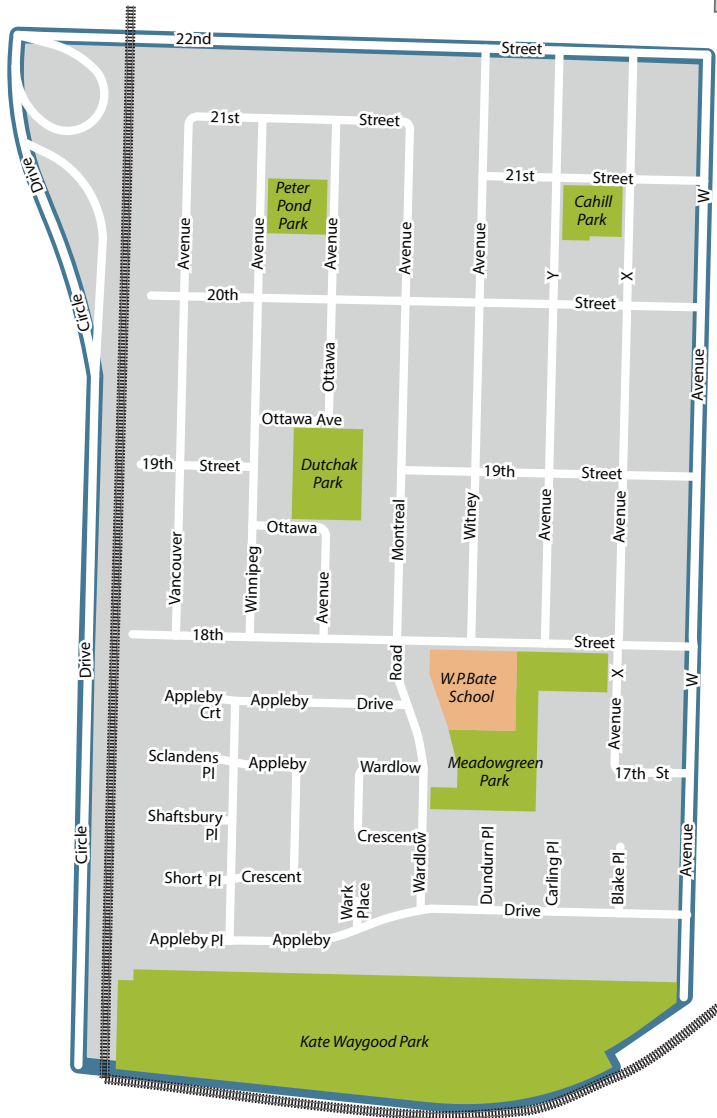 22nd
Street
21st
Street
Peter
Pond
Park
21st
Street
Cahill
Park
Drive
W
Avenue
Avenue
Avenue
Avenue
Avenue
Y
X
20th
Street
Circle
Ottawa
Avenue
Ottawa Ave
19th
Street
Dutchak
Park
19th
Street
Vancouver
Winnipeg
Ottawa
Avenue
Montreal
Witney
Avenue
Avenue
18th
Street
Drive
Road
W.P.Bate
School
X
Avenue
W
Appleby
Crt
Appleby
Drive
Sclandens
Pl
Appleby
Wardlow
Meadowgreen
Park
17th St
Shaftsbury
Pl
Crescent
Wardlow
Circle
Avenue
Short Pl
Crescent
Wark
Place
Dundurn Pl
Carling Pl
Blake Pl
Drive
Appleby Pl
Appleby
Kate Waygood Park